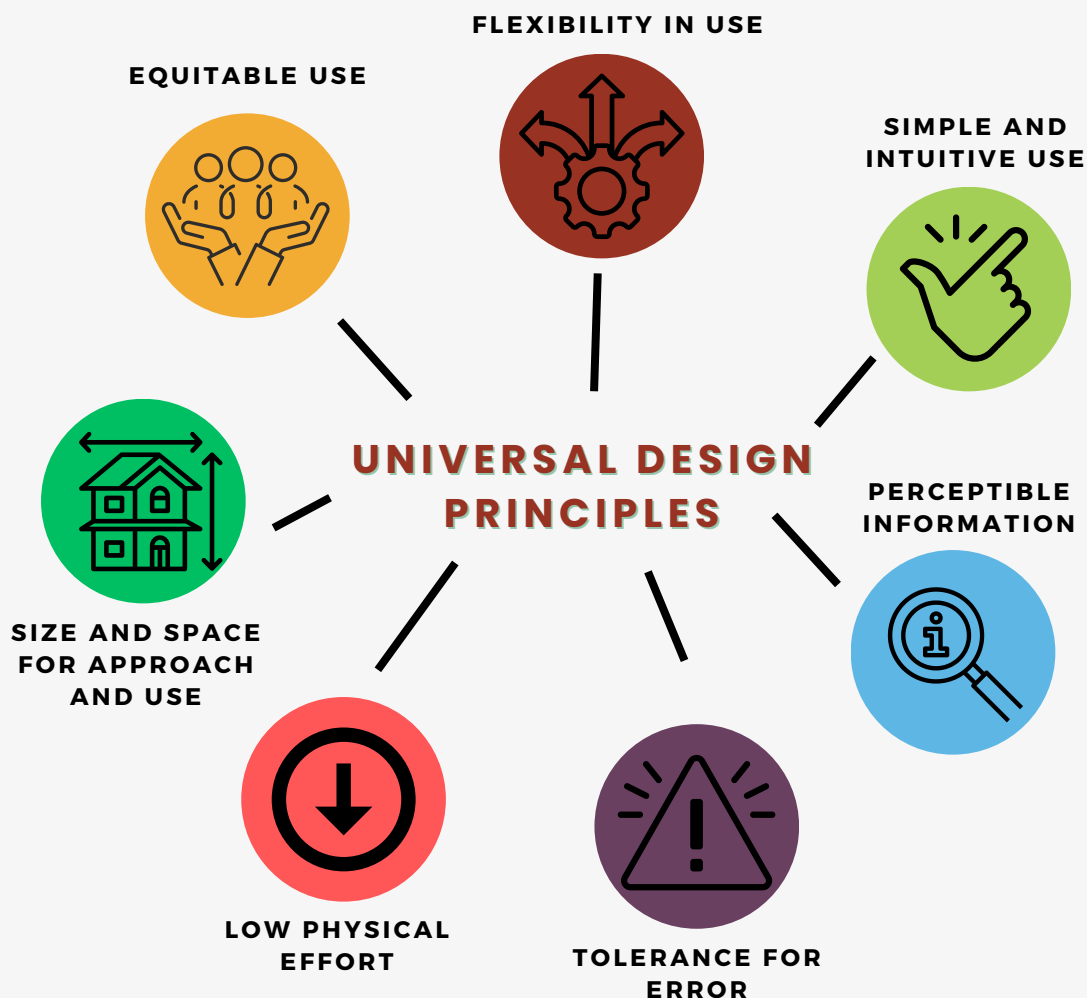 FLEXIBILITY IN USE
EQUITABLE USE
SIMPLE AND
INTUITIVE USE
UNIVERSAL DESIGN
PRINCIPLES
PERCEPTIBLE
INFORMATION
i
SIZE AND SPACE
FOR APPROACH
AND USE
!
LOW PHYSICAL
EFFORT
TOLERANCE FOR
ERROR